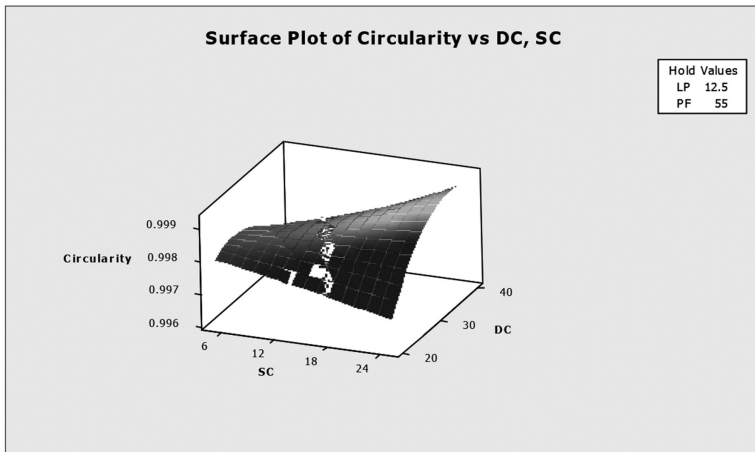 Surface Plot of Circularity vs DC, SC
Hold Values
LP 12.5
PF 55
0.999
0.998
0.997
0.996
Circularity
6
12
18
24
SC
20
30
40
DC